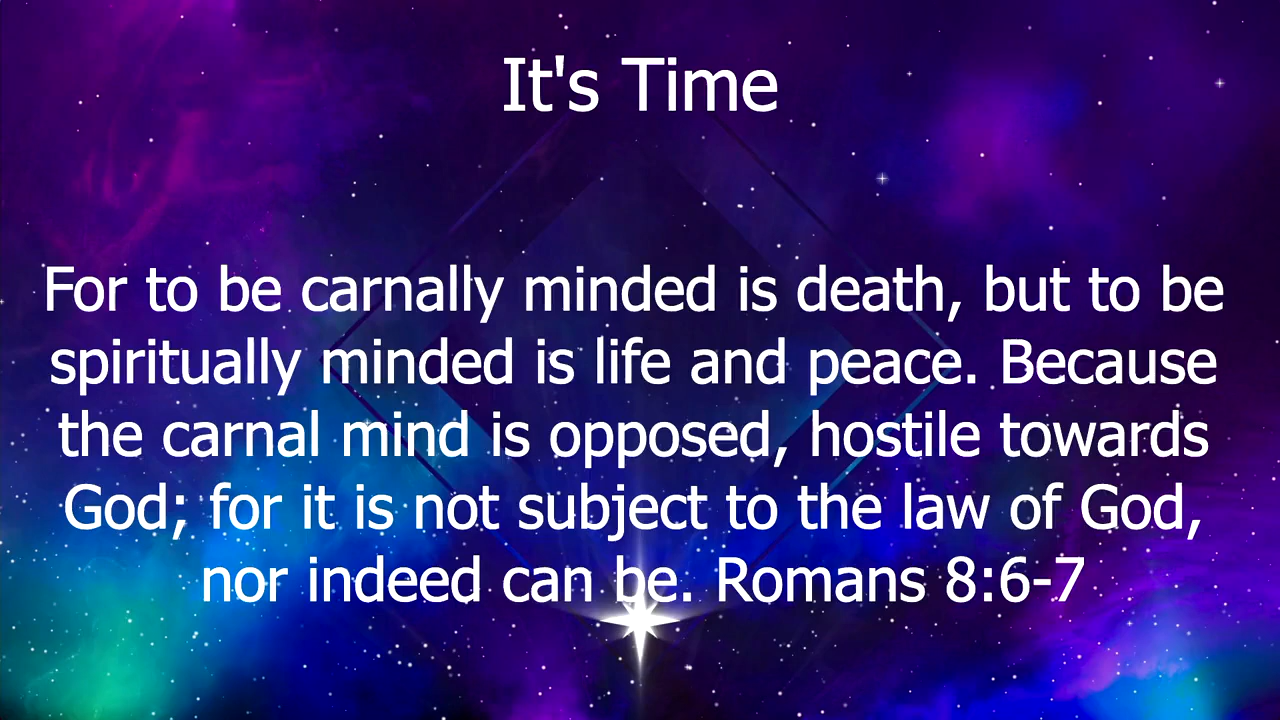 It's Time
For to be carnally minded is death, but to be
spiritually minded is life and peace. Because
the carnal mind is opposed, hostile towards
God; for it is not subject to the law of God,
nor indeed can be. Romans 8:6-7